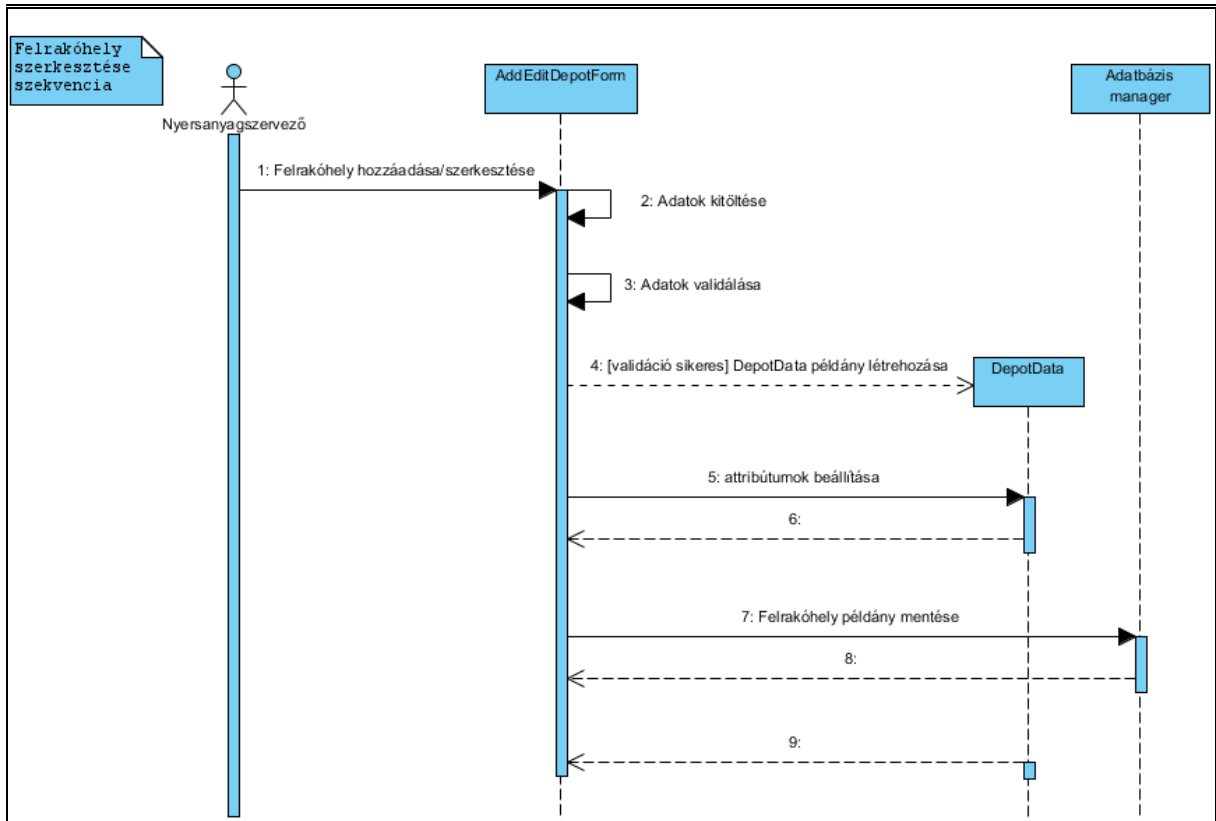 Felrakóhely
szerkesztése
szekvencia
Nyersanyagszervező
AddEditDepotForm
Adatbázis
manager
1: Felrakóhely hozzáadása/szerkesztése
2: Adatok kitöltése
3: Adatok validálása
4: [validáció sikeres] DepotData példány létrehozása
DepotData
5: attribútumok beállítása
6:
7: Felrakóhely példány mentése
8:
9: